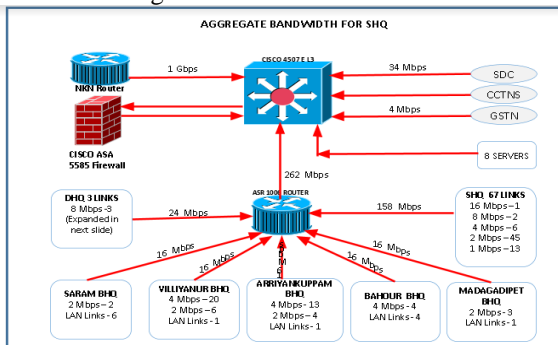 AGGREGATE BANDWIDTH FOR SHQ
CISCO 4507 E L3
1 Gbps
NKN Router
34 Mbps
SDC
CCTNS
4 Mbps
GSTN
CISCO ASA
5585 Firewall
8 SERVERS
262 Mbps
ASR 1006 ROUTER
DHQ 3 LINKS
8 Mbps-3
(Expanded in
next slide)
24 Mbps
158 Mbps
SHQ 67 LINKS
16 Mbps–1
8 Mbps–2
4 Mbps–6
2 Mbps–45
1 Mbps–13
16 Mbps
16 Mbps
16 Mbps
16 Mbps
SARAM BHQ
2 Mbps– 2
LAN Links- 6
VILLIYANUR BHQ
4 Mbps–20
2 Mbps–6
LAN Links- 1
ARRIYANKUPPAM
BHQ
4 Mbps- 13
2 Mbps–4
LAN Links- 1
BAHOUR BHQ
4 Mbps- 4
LAN Links- 4
MADAGADIPET
BHQ
2 Mbps- 3
LAN Links- 1